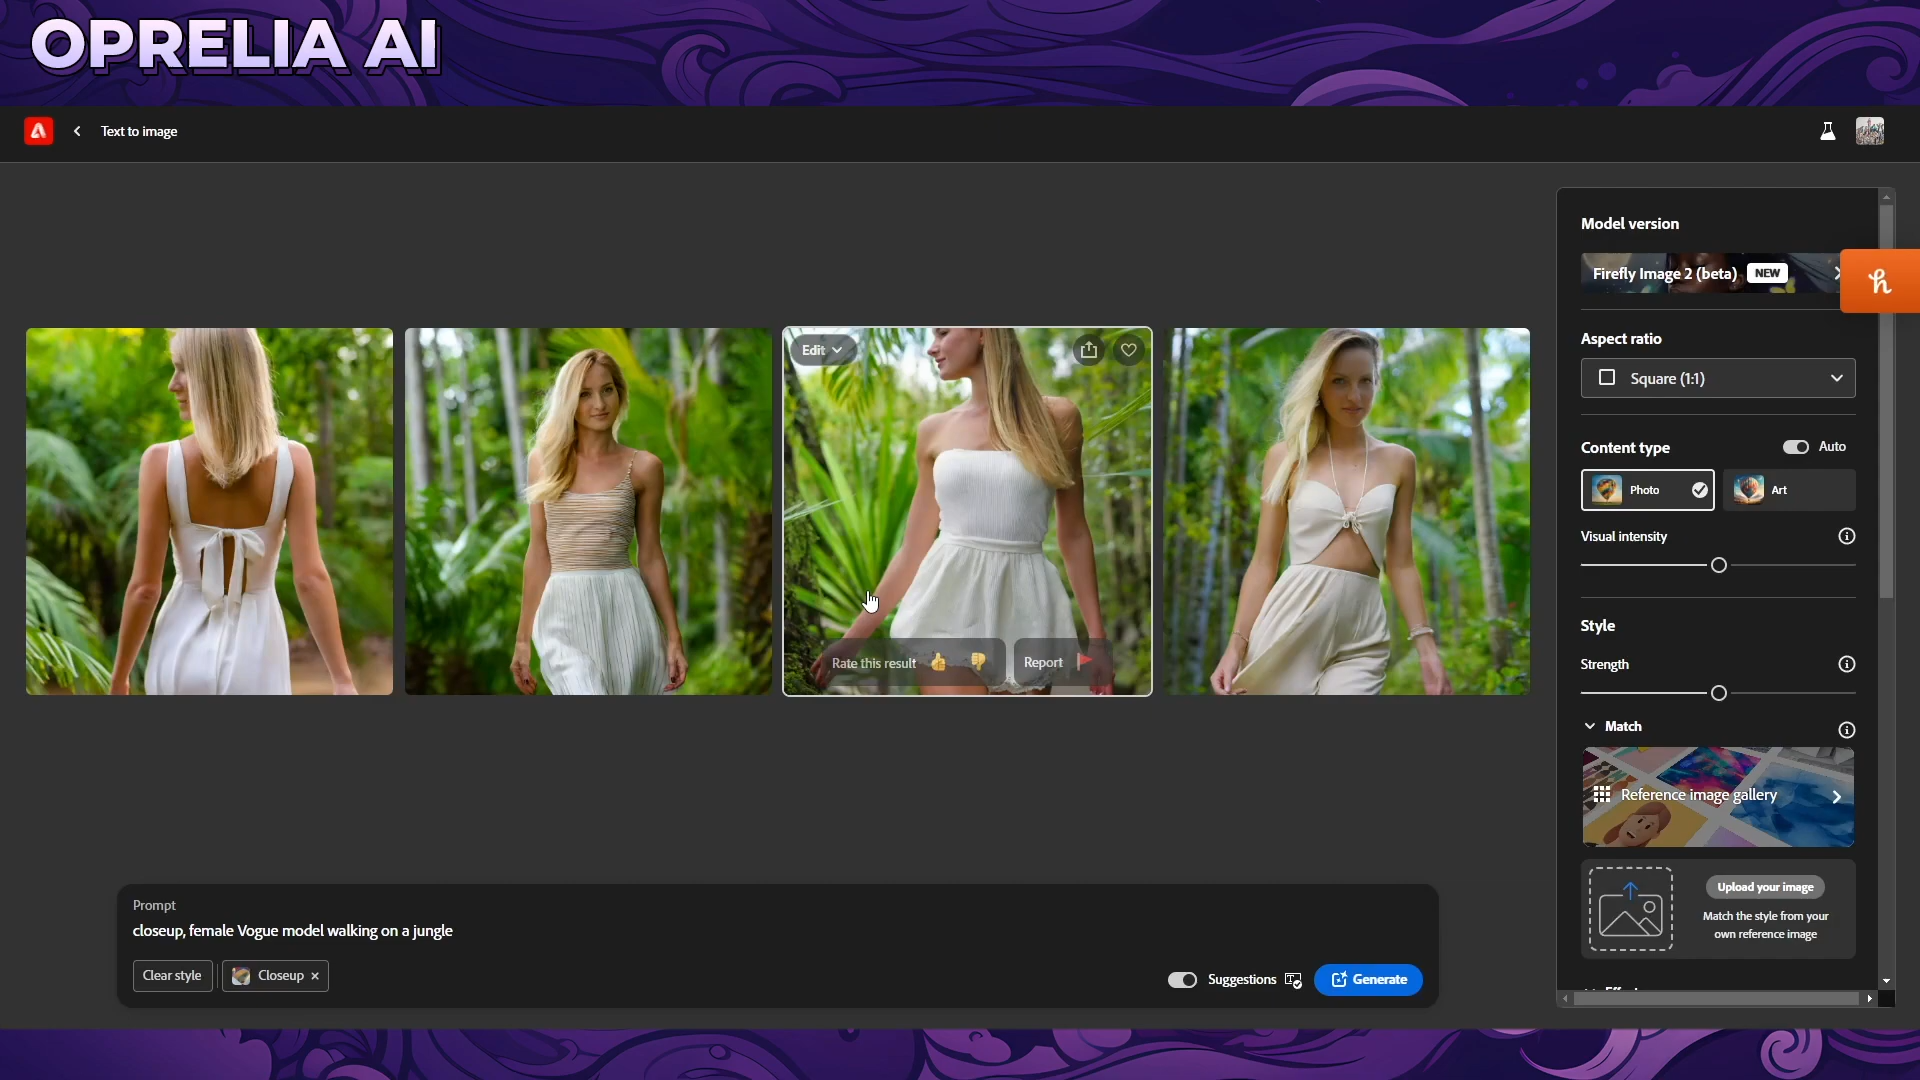 OPRELIA AI
Text to image
Model version
Firefly Image 2 (beta) NEW
Aspect ratio
Square (1:1)
Content type Auto
Photo Art
Visual intensity
Style
Strength
Match
Reference image gallery
Upload your image
Match the style from your
own reference image
Edit
Rate this result
Report
Prompt
closeup, female Vogue model walking on a jungle
Clear style
Closeup ×
Suggestions
Generate